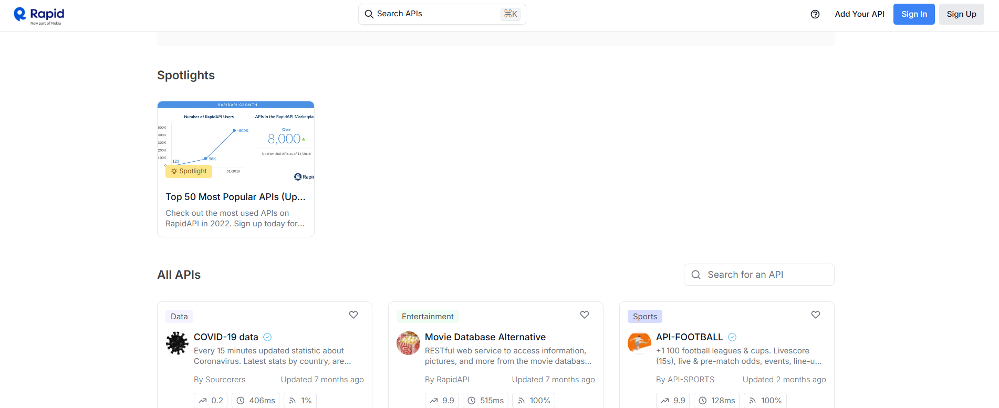 Rapid
Now part of Nokia
Search APIs
⌘K
Add Your API
Sign In
Sign Up
Spotlights
RAPIDAPI GROWTH
Number of RapidAPI Users
500K
400K
300K
200K
100K
0
123
98K
>500K
01/2018
APIs in the RapidAPI Marketplac
Over
8,000
Up from 200 APIs as of 11/2016
Rapid
Spotlight
Top 50 Most Popular APIs (Up...
Check out the most used APIs on
RapidAPI in 2022. Sign up today for...
All APIs
Search for an API
Data
COVID-19 data
Every 15 minutes updated statistic about
Coronavirus. Latest stats by country, are...
By Sourcerers
Updated 7 months ago
0.2
406ms
1%
Entertainment
Movie Database Alternative
RESTful web service to access information,
pictures, and more from the movie databas...
By RapidAPI
Updated 7 months ago
9.9
515ms
100%
Sports
API-FOOTBALL
+1 100 football leagues & cups. Livescore
(15s), live & pre-match odds, events, line-u...
By API-SPORTS
Updated 2 months ago
9.9
128ms
100%